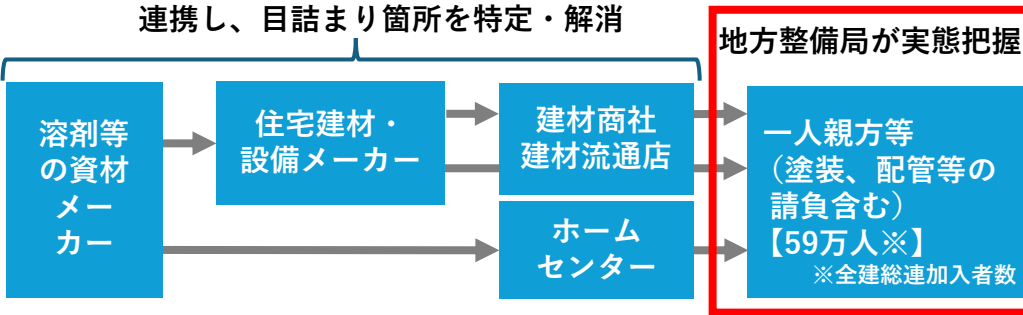 連携し、目詰まり箇所を特定・解消
地方整備局が実態把握
溶剤等
の資材
メー
カー
住宅建材・
設備メーカー
建材商社
建材流通店
ホーム
センター
一人親方等
(塗装、配管等の
請負含む)
【59万人※】
※全建総連加入者数